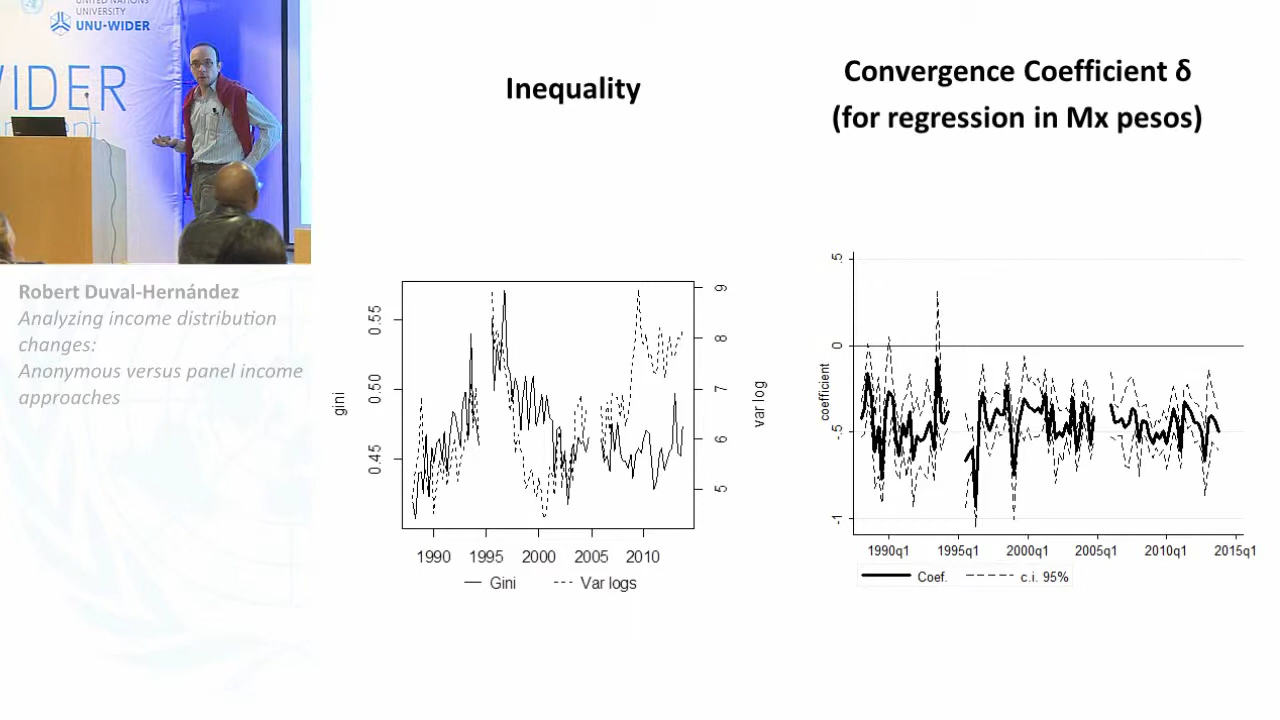 UNITED NATIONS
UNIVERSITY
UNU-WIDER
WIDER
Robert Duval-Hernández
Analyzing income distribution
changes:
Anonymous versus panel income
approaches
Inequality
gini
0.45
0.50
0.55
var log
5
6
7
8
9
1990
1995
2000
2005
2010
Gini
Var logs
Convergence Coefficient δ
(for regression in Mx pesos)
coefficient
.5
0
-.5
-1
1990q1
1995q1
2000q1
2005q1
2010q1
2015q1
Coef.
c.i. 95%